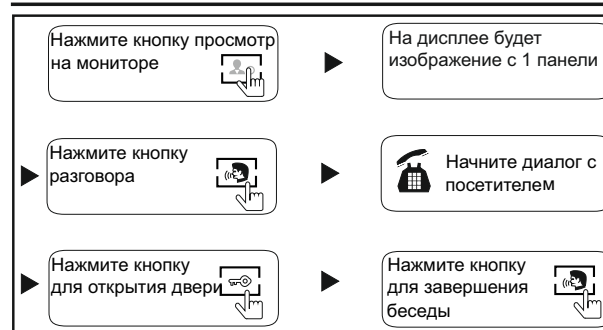 Нажмите кнопку просмотр
на мониторе
На дисплее будет
изображение с 1 панели
Нажмите кнопку
разговора
Начните диалог с
посетителем
Нажмите кнопку
для открытия двери
Нажмите кнопку
для завершения
беседы